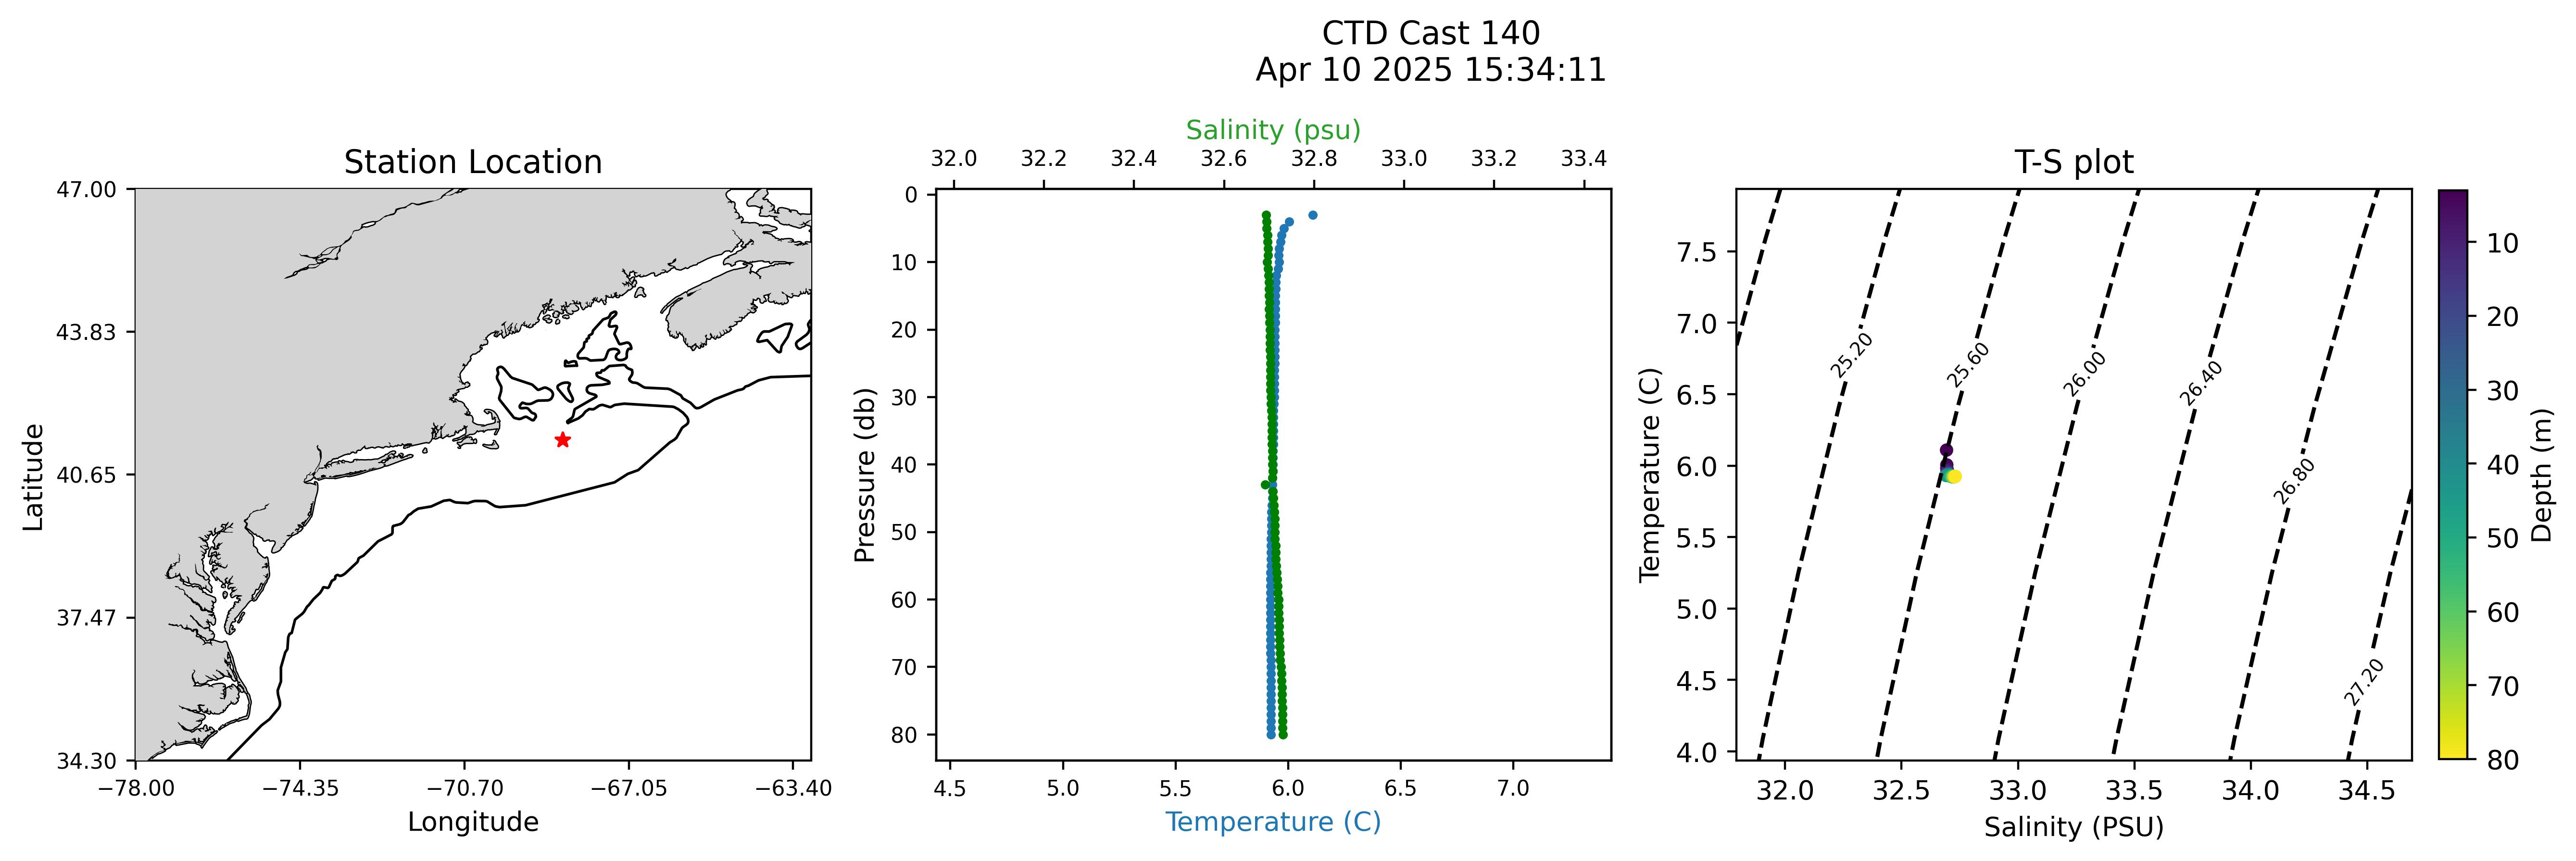 CTD Cast 140
Apr 10 2025 15:34:11
Station Location
47.00
43.83
40.65
37.47
34.30
Latitude
−78.00 −74.35 −70.70 −67.05 −63.40
Longitude
Salinity (psu)
32.0 32.2 32.4 32.6 32.8 33.0 33.2 33.4
0
10
20
30
40
50
60
70
80
Pressure (db)
4.5 5.0 5.5 6.0 6.5 7.0
Temperature (C)
T-S plot
7.5
7.0
6.5
6.0
5.5
5.0
4.5
4.0
Temperature (C)
25.20
25.60
26.00
26.40
26.80
27.20
32.0 32.5 33.0 33.5 34.0 34.5
Salinity (PSU)
10
20
30
40
50
60
70
80
Depth (m)